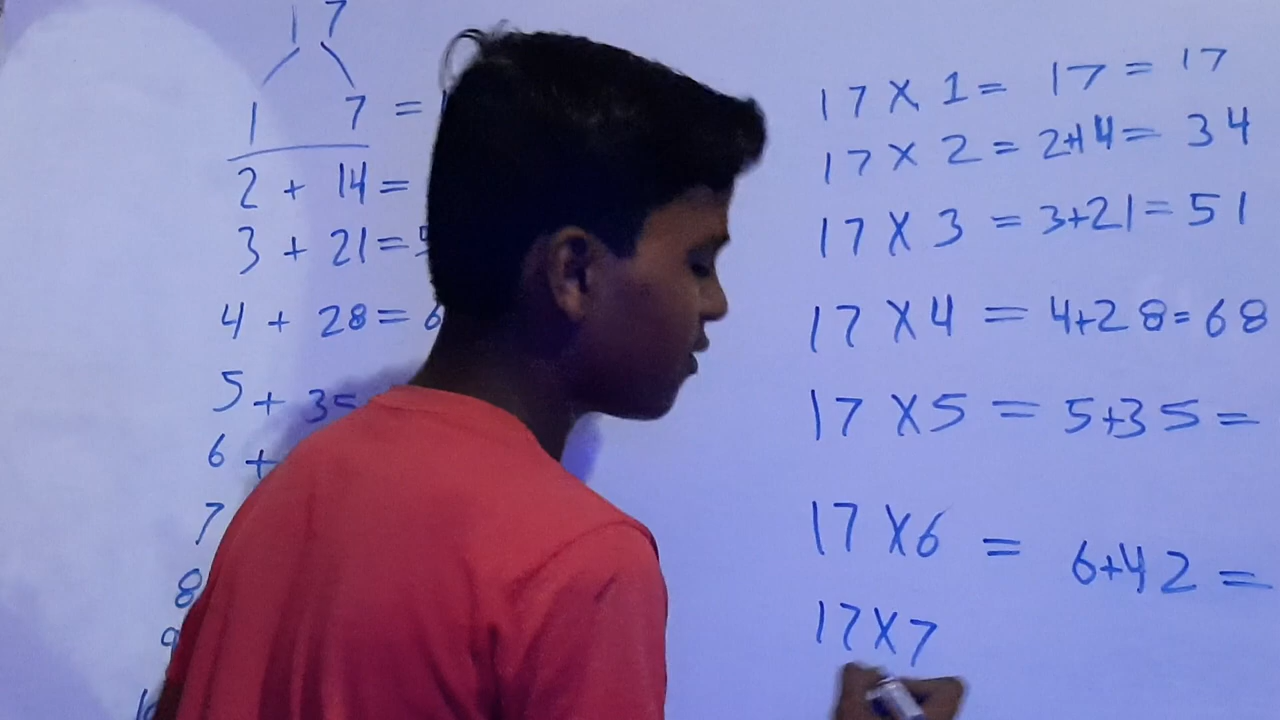 17
1 7 =
2 + 14 =
3 + 21 =
4 + 28 = 6
5 + 35
6 +
7
8
9
17 X 1 = 17 = 17
17 X 2 = 2+14 = 34
17 X 3 = 3+21 = 51
17 X 4 = 4+28 = 68
17 X 5 = 5+35 =
17 X 6 = 6+42 =
17 X 7